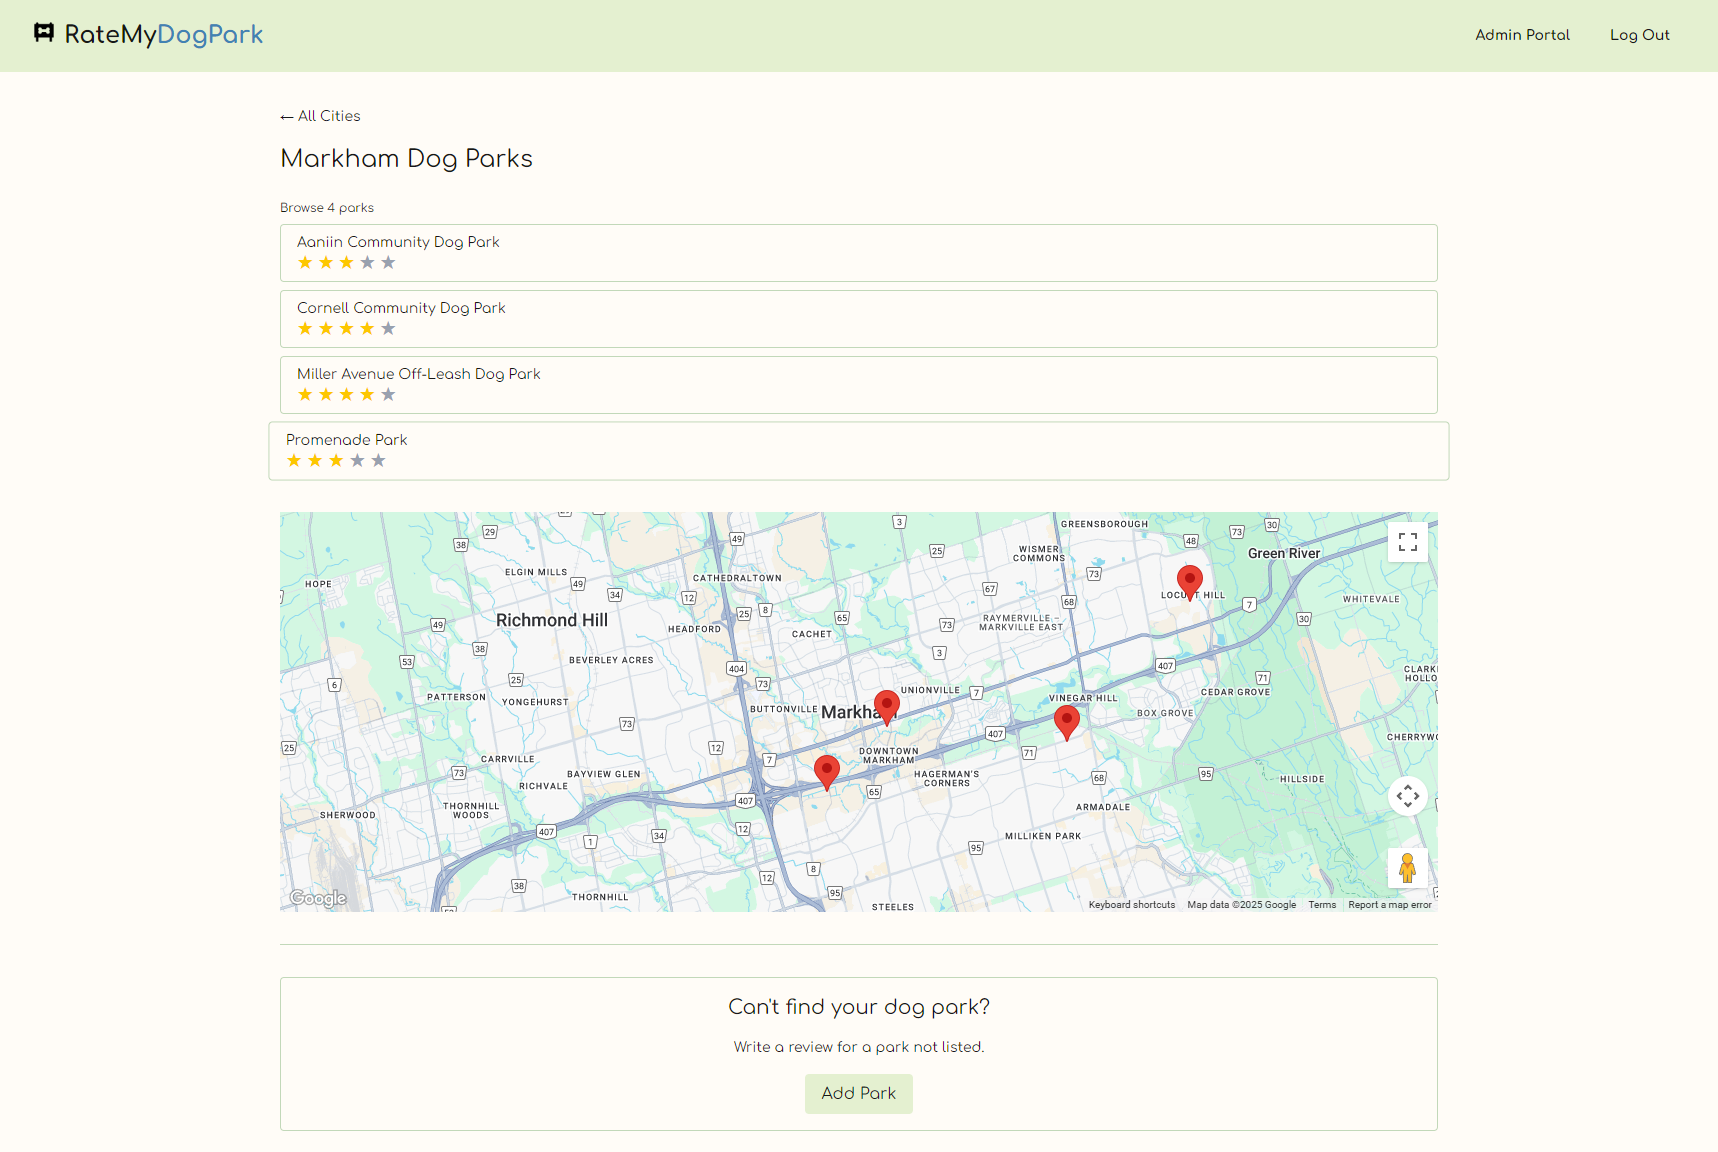 RateMyDogPark
Admin Portal
Log Out
← All Cities
Markham Dog Parks
Browse 4 parks
Aaniin Community Dog Park
Cornell Community Dog Park
Miller Avenue Off-Leash Dog Park
Promenade Park
GREENSBOROUGH
3
29
38
49
25
48
73
30
WISMER
COMMONS
Green River
ELGIN MILLS
CATHEDRALTOWN
HOPE
49
34
12
67
73
68
LOCUST HILL
WHITEVALE
25
8
65
7
30
Richmond Hill
49
HEADFORD
CACHET
73
RAYMERVILLE –
MARKVILLE EAST
38
53
BEVERLEY ACRES
404
3
407
6
25
73
71
PATTERSON
YONGEHURST
BUTTONVILLE
UNIONVILLE
7
VINEGAR HILL
CEDAR GROVE
BOX GROVE
73
407
25
12
7
DOWNTOWN
MARKHAM
71
CARRVILLE
73
BAYVIEW GLEN
HAGERMAN'S
CORNERS
68
95
HILLSIDE
RICHVALE
407
65
SHERWOOD
THORNHILL
WOODS
ARMADALE
407
1
34
12
MILLIKEN PARK
95
38
12
8
95
THORNHILL
STEELES
Google
Keyboard shortcuts
Map data ©2025 Google
Terms
Report a map error
Can't find your dog park?
Write a review for a park not listed.
Add Park